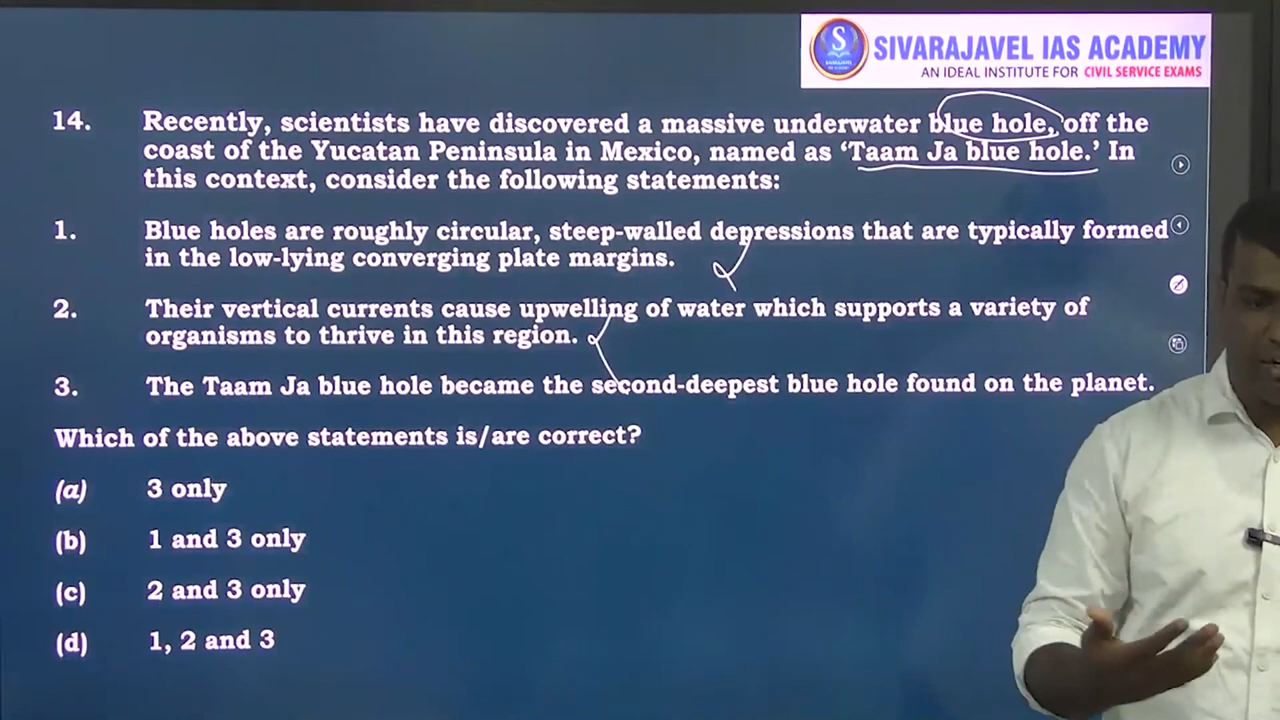 SIVARAJAVEL IAS ACADEMY
AN IDEAL INSTITUTE FOR CIVIL SERVICE EXAMS
14. Recently, scientists have discovered a massive underwater blue hole, off the
coast of the Yucatan Peninsula in Mexico, named as ‘Taam Ja blue hole.’ In
this context, consider the following statements:
1. Blue holes are roughly circular, steep-walled depressions that are typically formed
in the low-lying converging plate margins.
2. Their vertical currents cause upwelling of water which supports a variety of
organisms to thrive in this region.
3. The Taam Ja blue hole became the second-deepest blue hole found on the planet.
Which of the above statements is/are correct?
(a) 3 only
(b) 1 and 3 only
(c) 2 and 3 only
(d) 1, 2 and 3